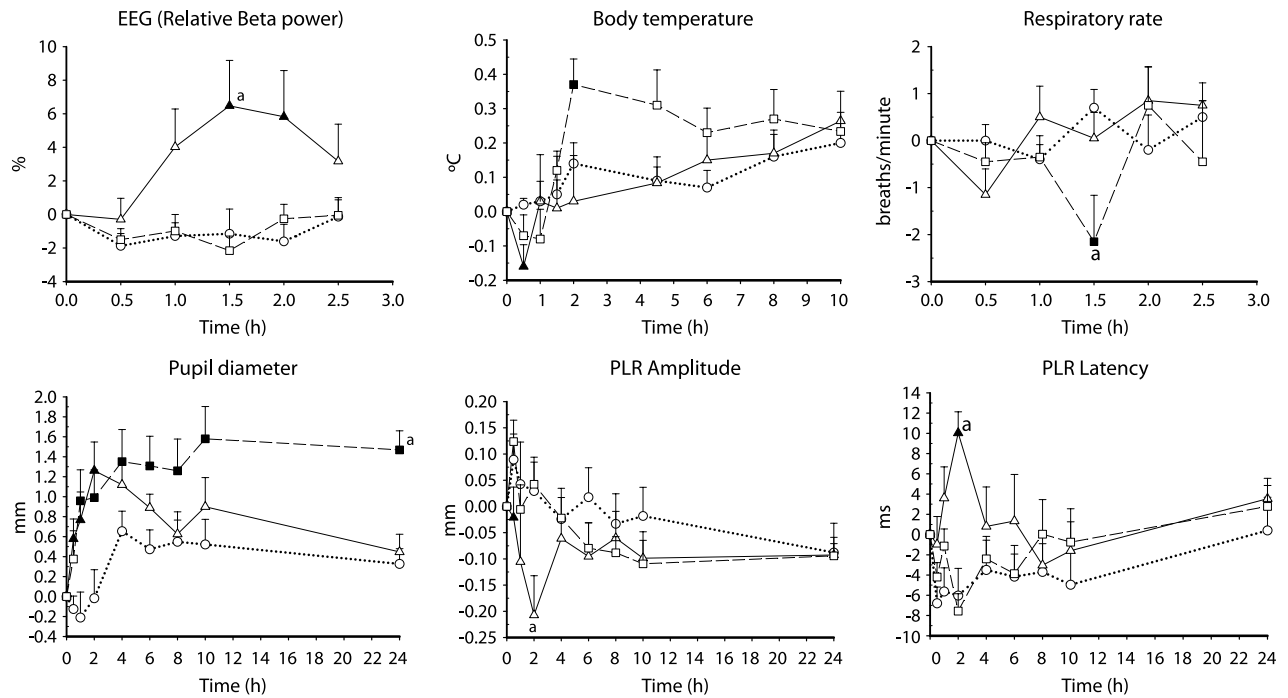 EEG (Relative Beta power)
%
10
8
6
4
2
0
-2
-4
a
0.0 0.5 1.0 1.5 2.0 2.5 3.0
Time (h)
Body temperature
ºC
0.5
0.4
0.3
0.2
0.1
0.0
-0.1
-0.2
0 1 2 3 4 5 6 7 8 9 10
Time (h)
Respiratory rate
breaths/minute
2
1
0
-1
-2
-3
a
0.0 0.5 1.0 1.5 2.0 2.5 3.0
Time (h)
Pupil diameter
mm
2.0
1.8
1.6
1.4
1.2
1.0
0.8
0.6
0.4
0.2
0.0
-0.2
-0.4
a
0 2 4 6 8 10 12 14 16 18 20 22 24
Time (h)
PLR Amplitude
mm
0.20
0.15
0.10
0.05
0.00
-0.05
-0.10
-0.15
-0.20
-0.25
a
0 2 4 6 8 10 12 14 16 18 20 22 24
Time (h)
PLR Latency
ms
14
12
10
8
6
4
2
0
-2
-4
-6
-8
-10
a
0 2 4 6 8 10 12 14 16 18 20 22 24
Time (h)